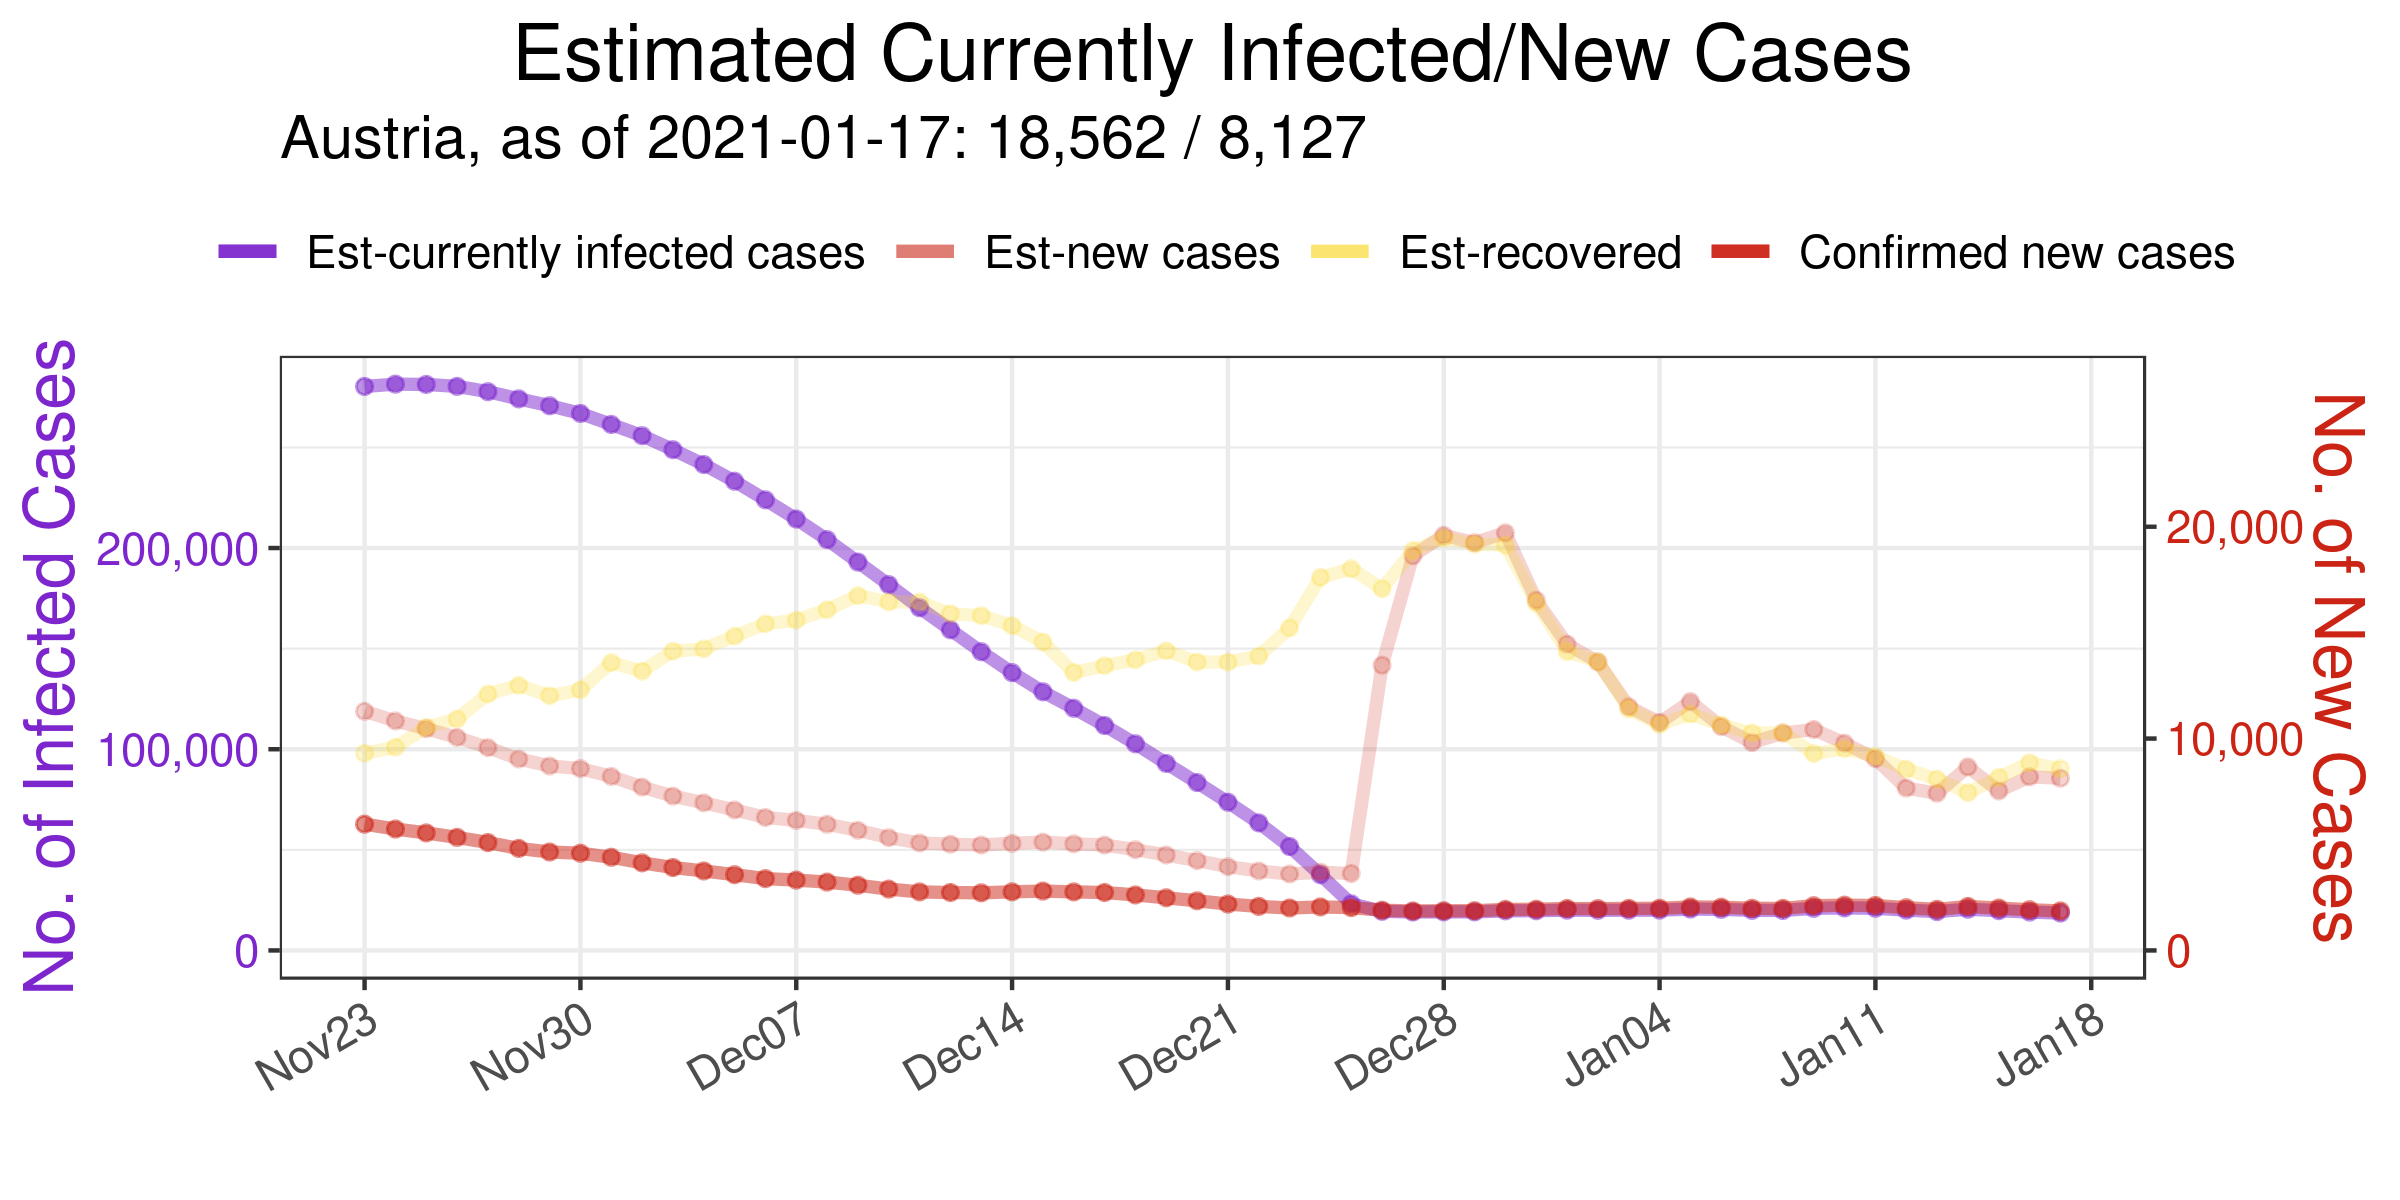 Estimated Currently Infected/New Cases
Austria, as of 2021-01-17: 18,562 / 8,127
Est-currently infected cases Est-new cases Est-recovered Confirmed new cases
No. of Infected Cases
200,000
100,000
0
20,000
10,000
0
No. of New Cases
Nov23 Nov30 Dec07 Dec14 Dec21 Dec28 Jan04 Jan11 Jan18